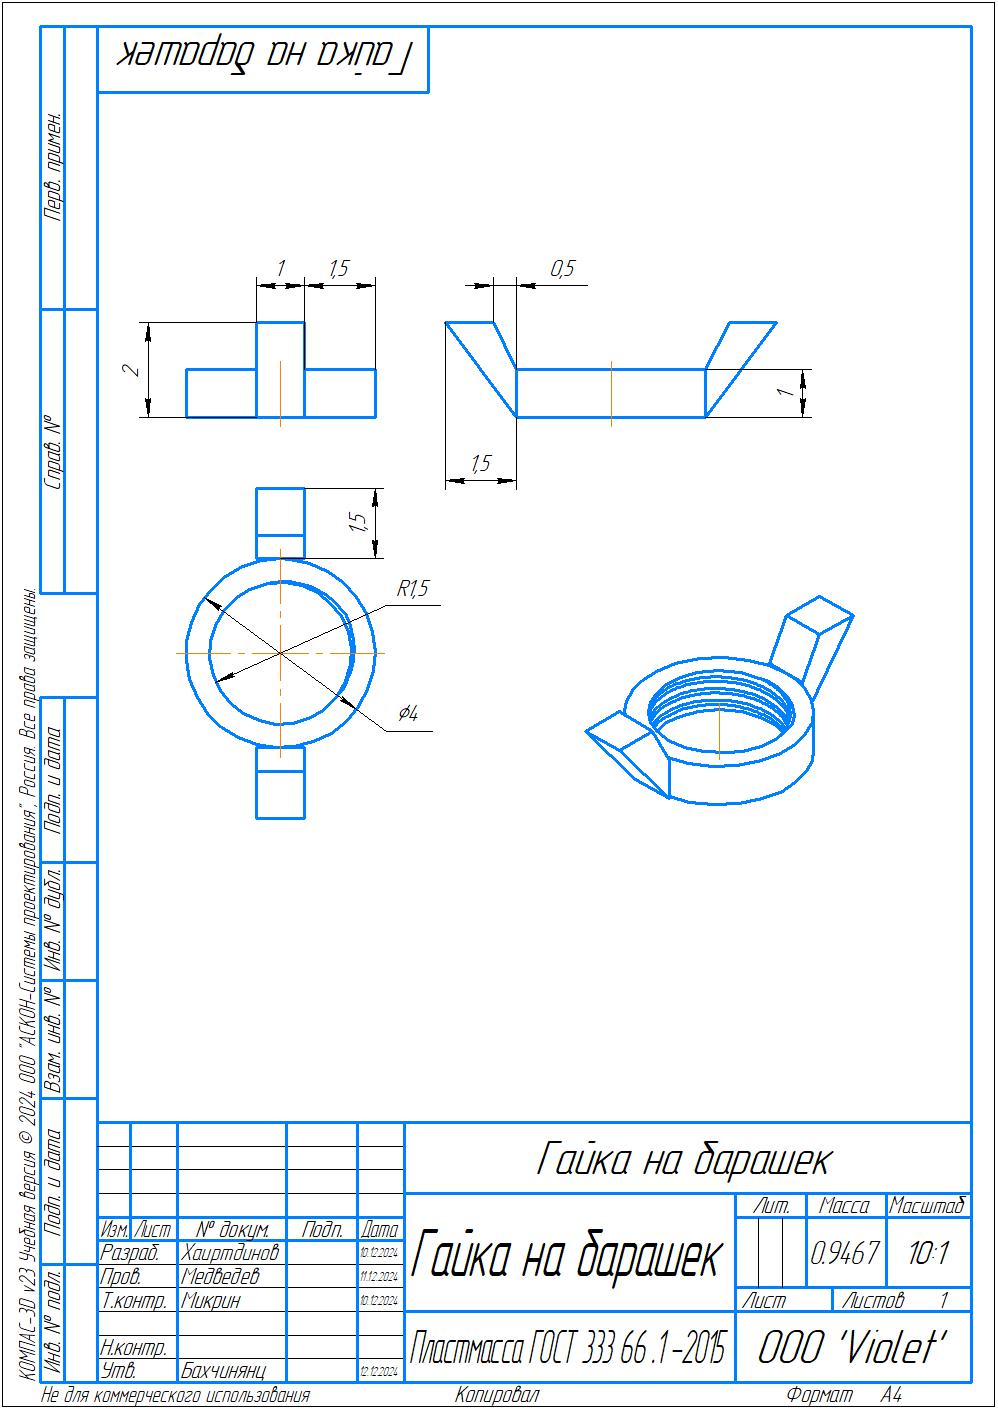 Гайка на барашек
Перв. примен.
Справ. №
Подп. и дата
Инв. № дубл.
Взам. инв. №
Подп. и дата
Инв. № подл.
КОМПАС-3D v23 Учебная версия © 2024 ООО "АСКОН-Системы проектирования", Россия. Все права защищены.
1 1,5
2
0,5
1
1,5
1,5
R1,5
ϕ4
Гайка на барашек
Изм. Лист № докум. Подп. Дата
Разраб. Хаиртдинов 10.12.2024
Пров. Медведев 11.12.2024
Т.контр. Микрин 10.12.2024
Н.контр.
Утв. Бахчинянц 12.12.2024
Гайка на барашек
Лит. Масса Масштаб
0.9467 10:1
Лист Листов 1
Пластмасса ГОСТ 333 66 .1-2015
ООО 'Violet'
Не для коммерческого использования Копировал Формат A4